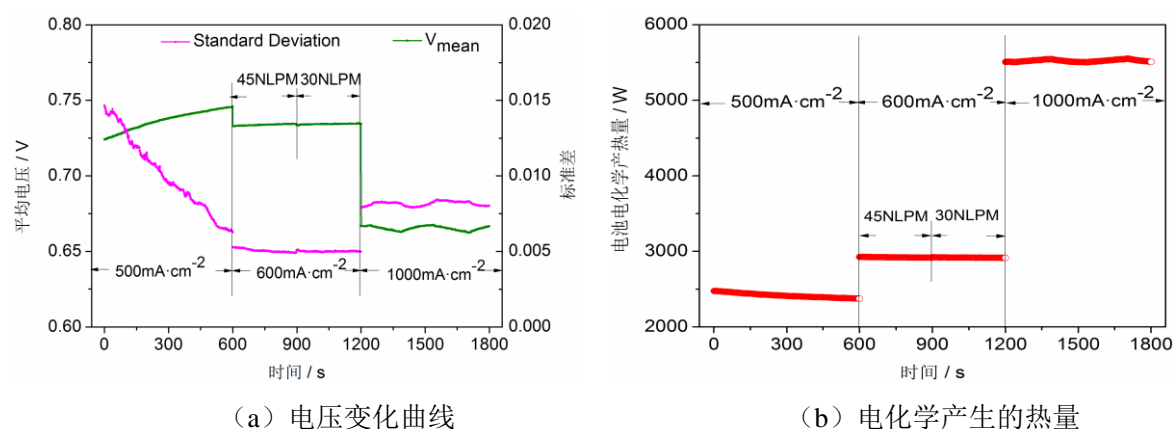 Standard Deviation
V_mean
0.80
0.75
0.70
0.65
0.60
平均电压 / V
0.020
0.015
0.010
0.005
0.000
标准差
45NLPM 30NLPM
500mA·cm⁻² 600mA·cm⁻² 1000mA·cm⁻²
0 300 600 900 1200 1500 1800
时间 / s
(a) 电压变化曲线
6000
5000
4000
3000
2000
电池电化学产热量 / W
500mA·cm⁻² 600mA·cm⁻² 1000mA·cm⁻²
45NLPM 30NLPM
0 300 600 900 1200 1500 1800
时间 / s
(b) 电化学产生的热量